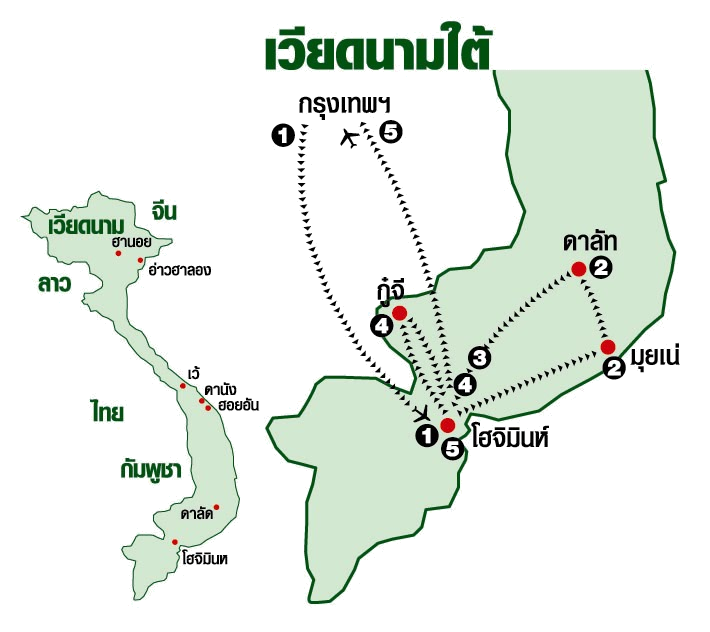 เวียดนามใต้
กรุงเทพฯ
1
5
ดาลัท
2
กู๋จี
4
3
4
มุยเน่
2
1
5
โฮจิมินห์
เวียดนาม
จีน
ฮานอย
อ่าวฮาลอง
ลาว
เว้
ดานัง
ฮอยอัน
ไทย
กัมพูชา
ดาลัด
โฮจิมินห